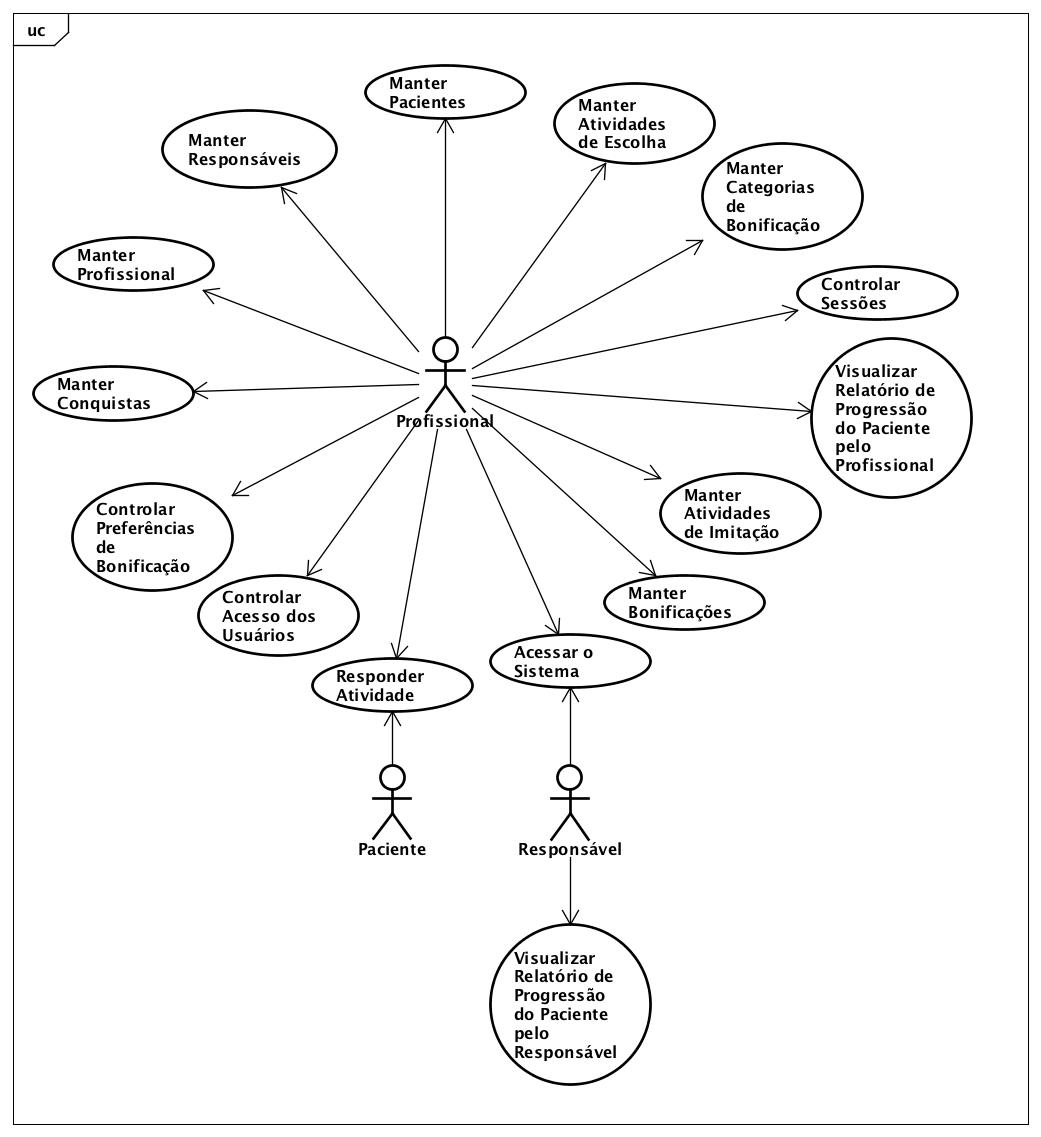 uc
Manter
Pacientes
Manter
Atividades
de Escolha
Manter
Responsáveis
Manter
Categorias
de
Bonificação
Manter
Profissional
Controlar
Sessões
Manter
Conquistas
Profissional
Visualizar
Relatório de
Progressão
do Paciente
pelo
Profissional
Controlar
Preferências
de
Bonificação
Manter
Atividades
de Imitação
Controlar
Acesso dos
Usuários
Manter
Bonificações
Responder
Atividade
Acessar o
Sistema
Paciente
Responsável
Visualizar
Relatório de
Progressão
do Paciente
pelo
Responsável